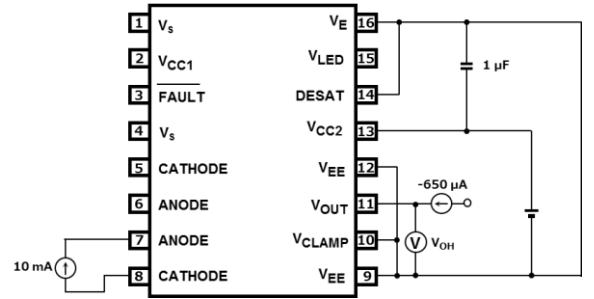 1 Vs VE 16
2 VCC1 VLED 15
3 FAULT DESAT 14
4 Vs VCC2 13
5 CATHODE VEE 12
6 ANODE VOUT 11
7 ANODE VCLAMP 10
8 CATHODE VEE 9
1 µF
-650 µA
V VOH
10 mA